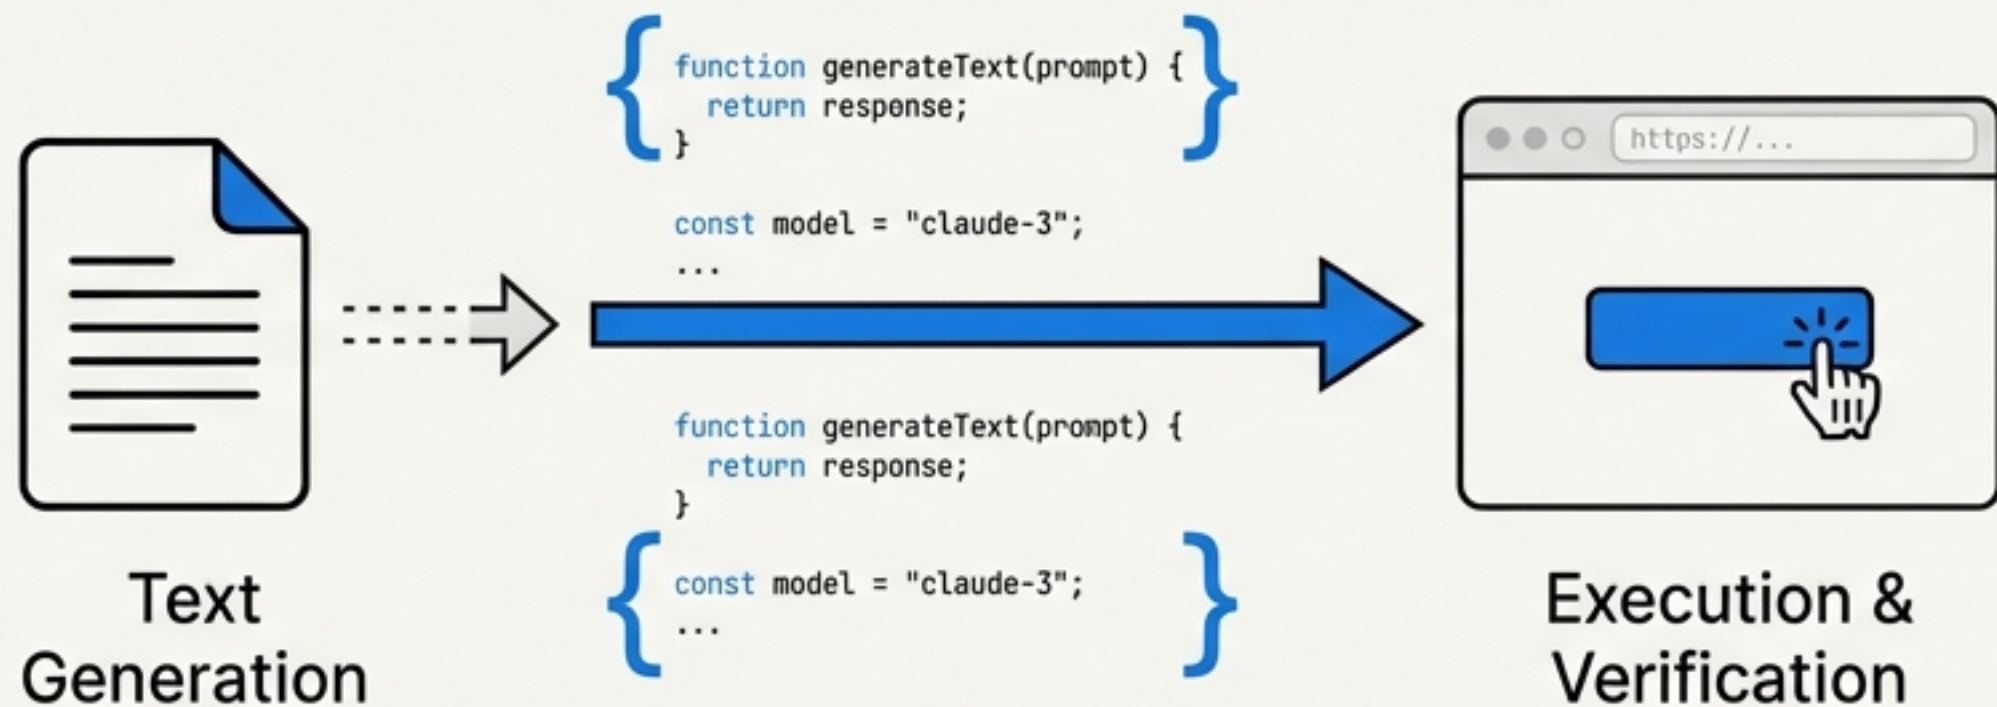 function generateText(prompt) {
return response;
}
const model = "claude-3";
...
https://...
function generateText(prompt) {
return response;
}
const model = "claude-3";
...
Text
Generation
Execution &
Verification